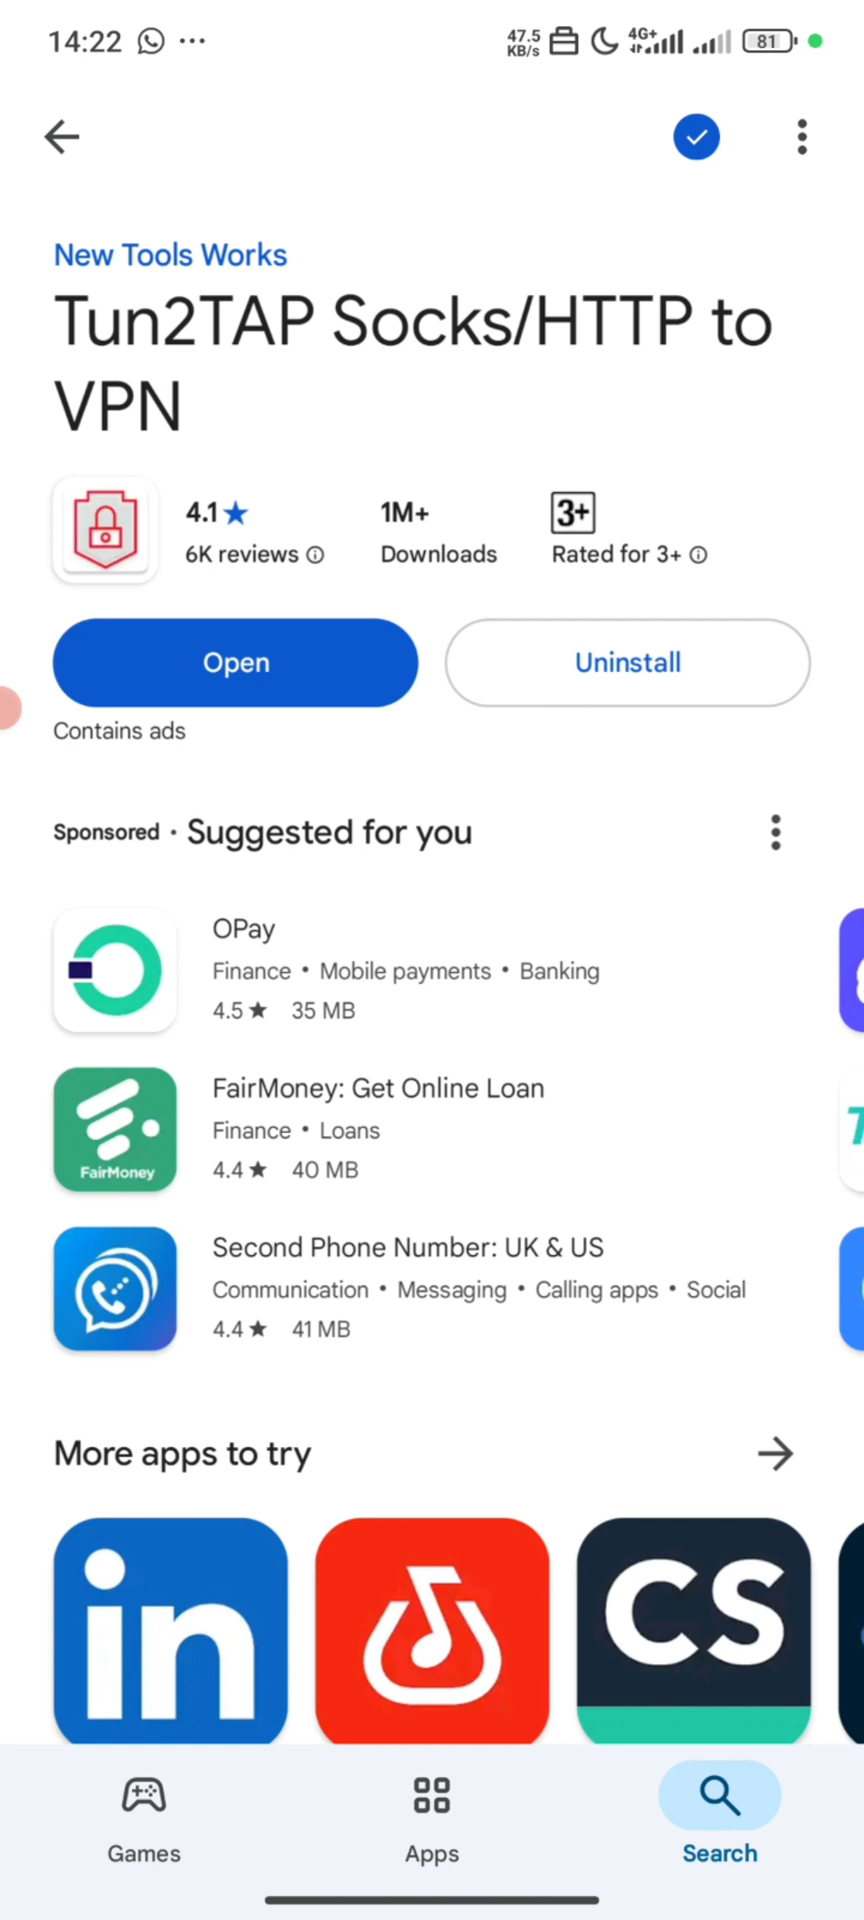 14:22
47.5
KB/s
4G+
81
New Tools Works
Tun2TAP Socks/HTTP to
VPN
4.1★
1M+
3+
6K reviews
Downloads
Rated for 3+
Open
Uninstall
Contains ads
Sponsored • Suggested for you
OPay
Finance • Mobile payments • Banking
4.5★ 35 MB
FairMoney: Get Online Loan
Finance • Loans
4.4★ 40 MB
FairMoney
Second Phone Number: UK & US
Communication • Messaging • Calling apps • Social
4.4★ 41 MB
More apps to try
in
CS
Games
Apps
Search